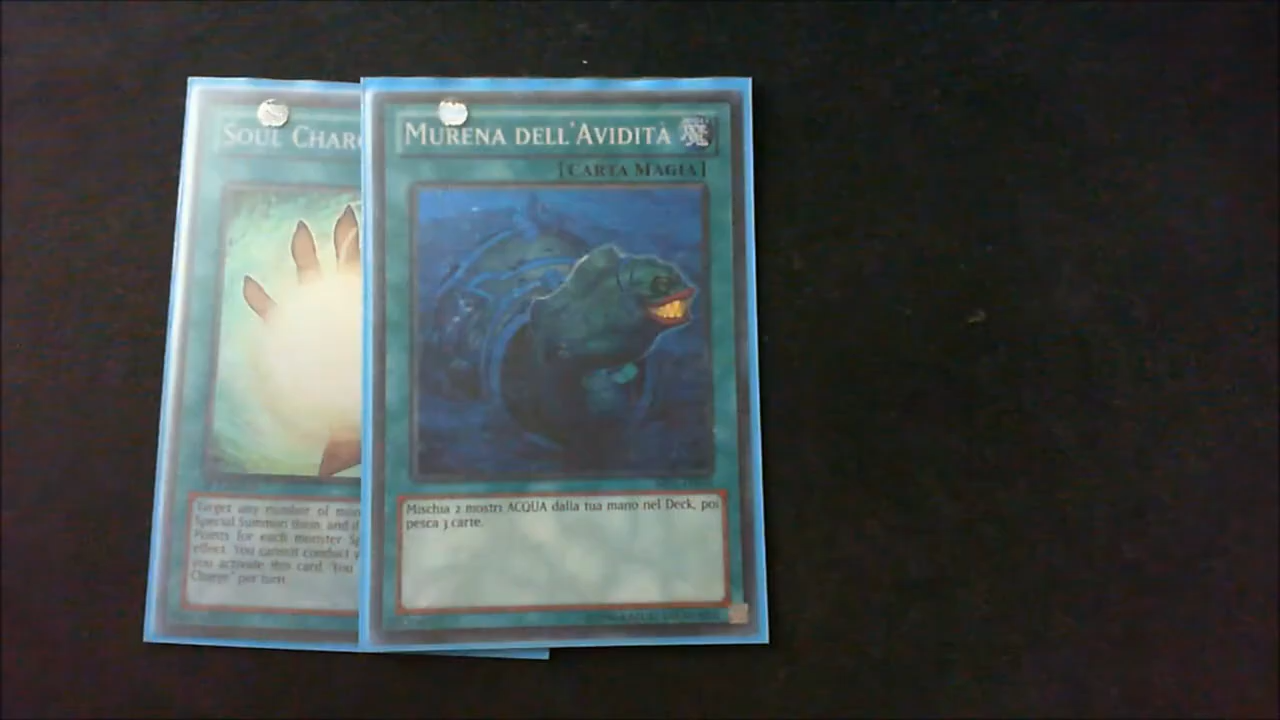 SOUL CHAR
Target any number of
Special Summon them, and
Points for each monster
effect. You cannot conduct
you activate this card. You
Charge" per turn.
MURENA DELL'AVIDITÀ
[CARTA MAGIA]
Mischia 2 mostri ACQUA dalla tua mano nel Deck, poi
pesca 3 carte.